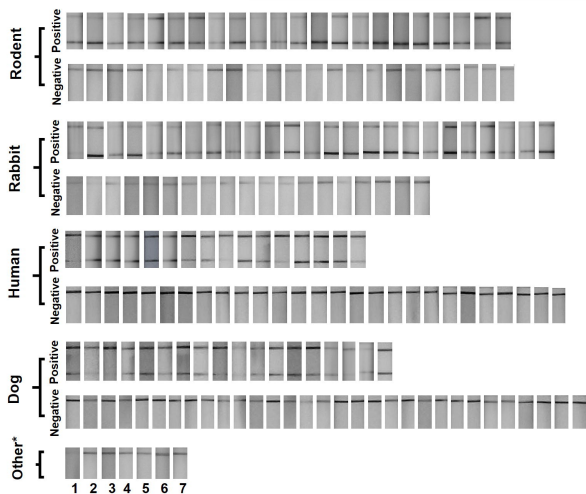 Rodent
Positive
Negative
Rabbit
Positive
Negative
Human
Positive
Negative
Dog
Positive
Negative
Other*
1 2 3 4 5 6 7